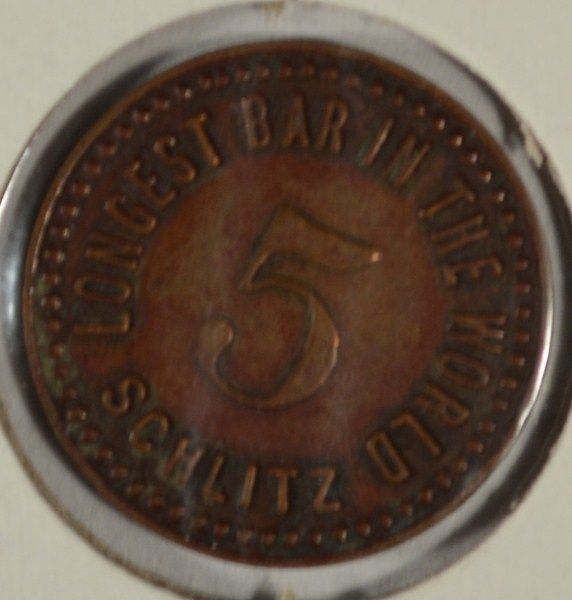 LONGEST BAR IN THE WORLD
5
SCHLITZ